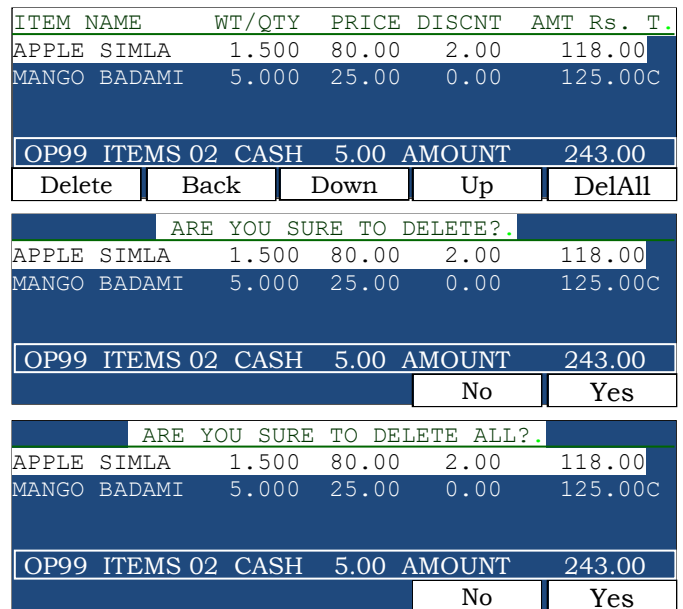 ITEM NAME WT/QTY PRICE DISCNT AMT Rs. T.
APPLE SIMLA 1.500 80.00 2.00 118.00
MANGO BADAMI 5.000 25.00 0.00 125.00C
OP99 ITEMS 02 CASH 5.00 AMOUNT 243.00
Delete Back Down Up DelAll
ARE YOU SURE TO DELETE?.
APPLE SIMLA 1.500 80.00 2.00 118.00
MANGO BADAMI 5.000 25.00 0.00 125.00C
OP99 ITEMS 02 CASH 5.00 AMOUNT 243.00
No Yes
ARE YOU SURE TO DELETE ALL?.
APPLE SIMLA 1.500 80.00 2.00 118.00
MANGO BADAMI 5.000 25.00 0.00 125.00C
OP99 ITEMS 02 CASH 5.00 AMOUNT 243.00
No Yes